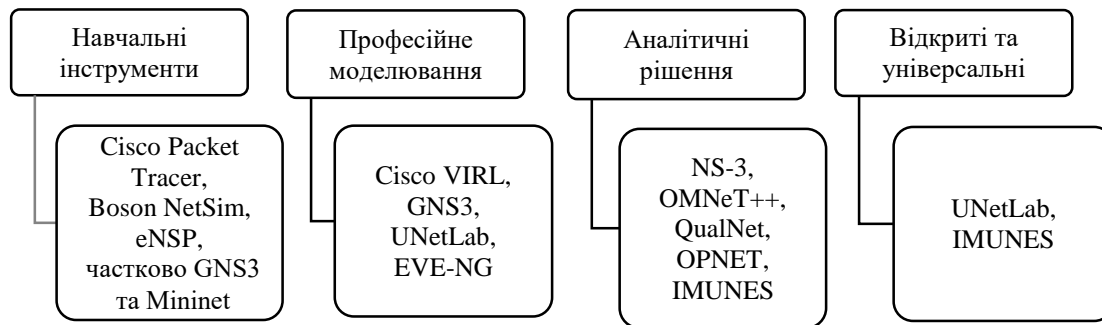 Навчальні
інструменти
Cisco Packet
Tracer,
Boson NetSim,
eNSP,
частково GNS3
та Mininet
Професійне
моделювання
Cisco VIRL,
GNS3,
UNetLab,
EVE-NG
Аналітичні
рішення
NS-3,
OMNeT++,
QualNet,
OPNET,
IMUNES
Відкриті та
універсальні
UNetLab,
IMUNES